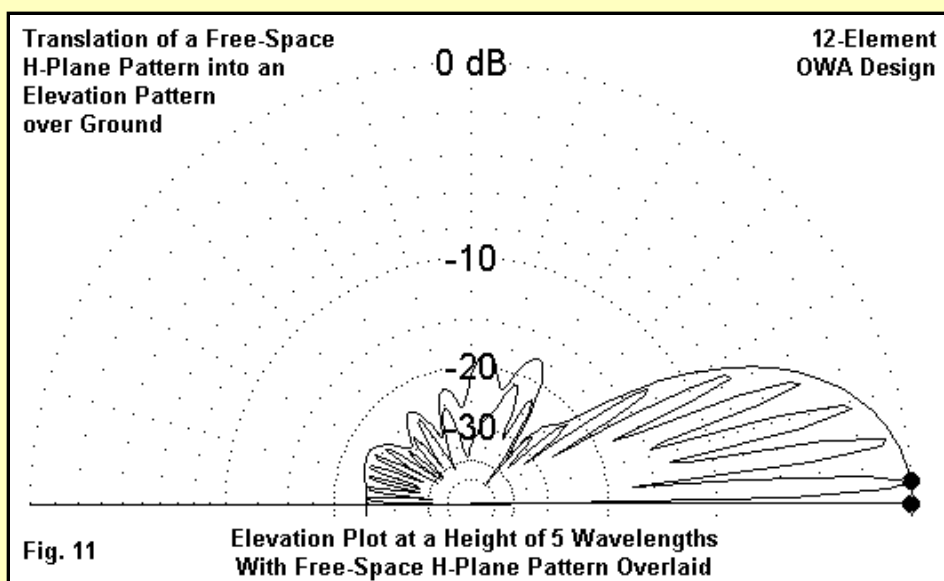 Translation of a Free-Space
H-Plane Pattern into an
Elevation Pattern
over Ground
12-Element
OWA Design
0 dB
-10
-20
-30
Fig. 11
Elevation Plot at a Height of 5 Wavelengths
With Free-Space H-Plane Pattern Overlaid